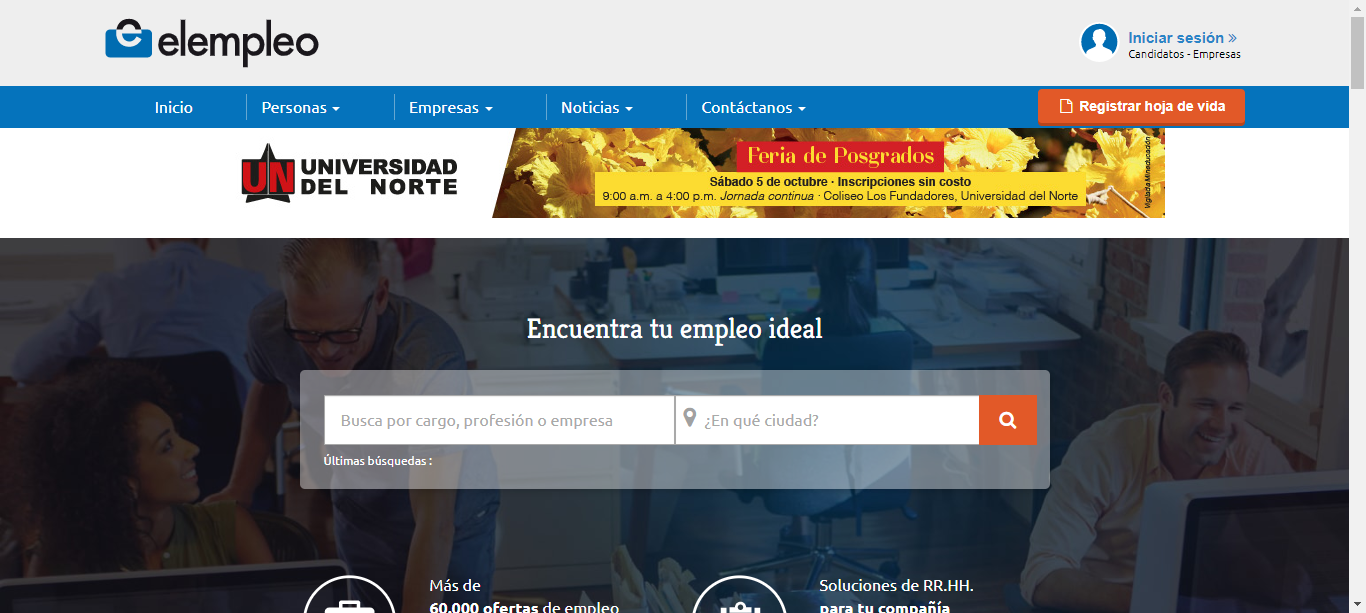 elempleo
Iniciar sesión »
Candidatos - Empresas
Inicio
Personas
Empresas
Noticias
Contáctanos
Registrar hoja de vida
UN UNIVERSIDAD
DEL NORTE
Feria de Posgrados
Sábado 5 de octubre · Inscripciones sin costo
9:00 a.m. a 4:00 p.m. Jornada continua · Coliseo Los Fundadores, Universidad del Norte
Vigilada Mineducación
Encuentra tu empleo ideal
Busca por cargo, profesión o empresa
¿En qué ciudad?
Últimas búsquedas :
Más de
60.000 ofertas de empleo
Soluciones de RR.HH.
para tu compañía